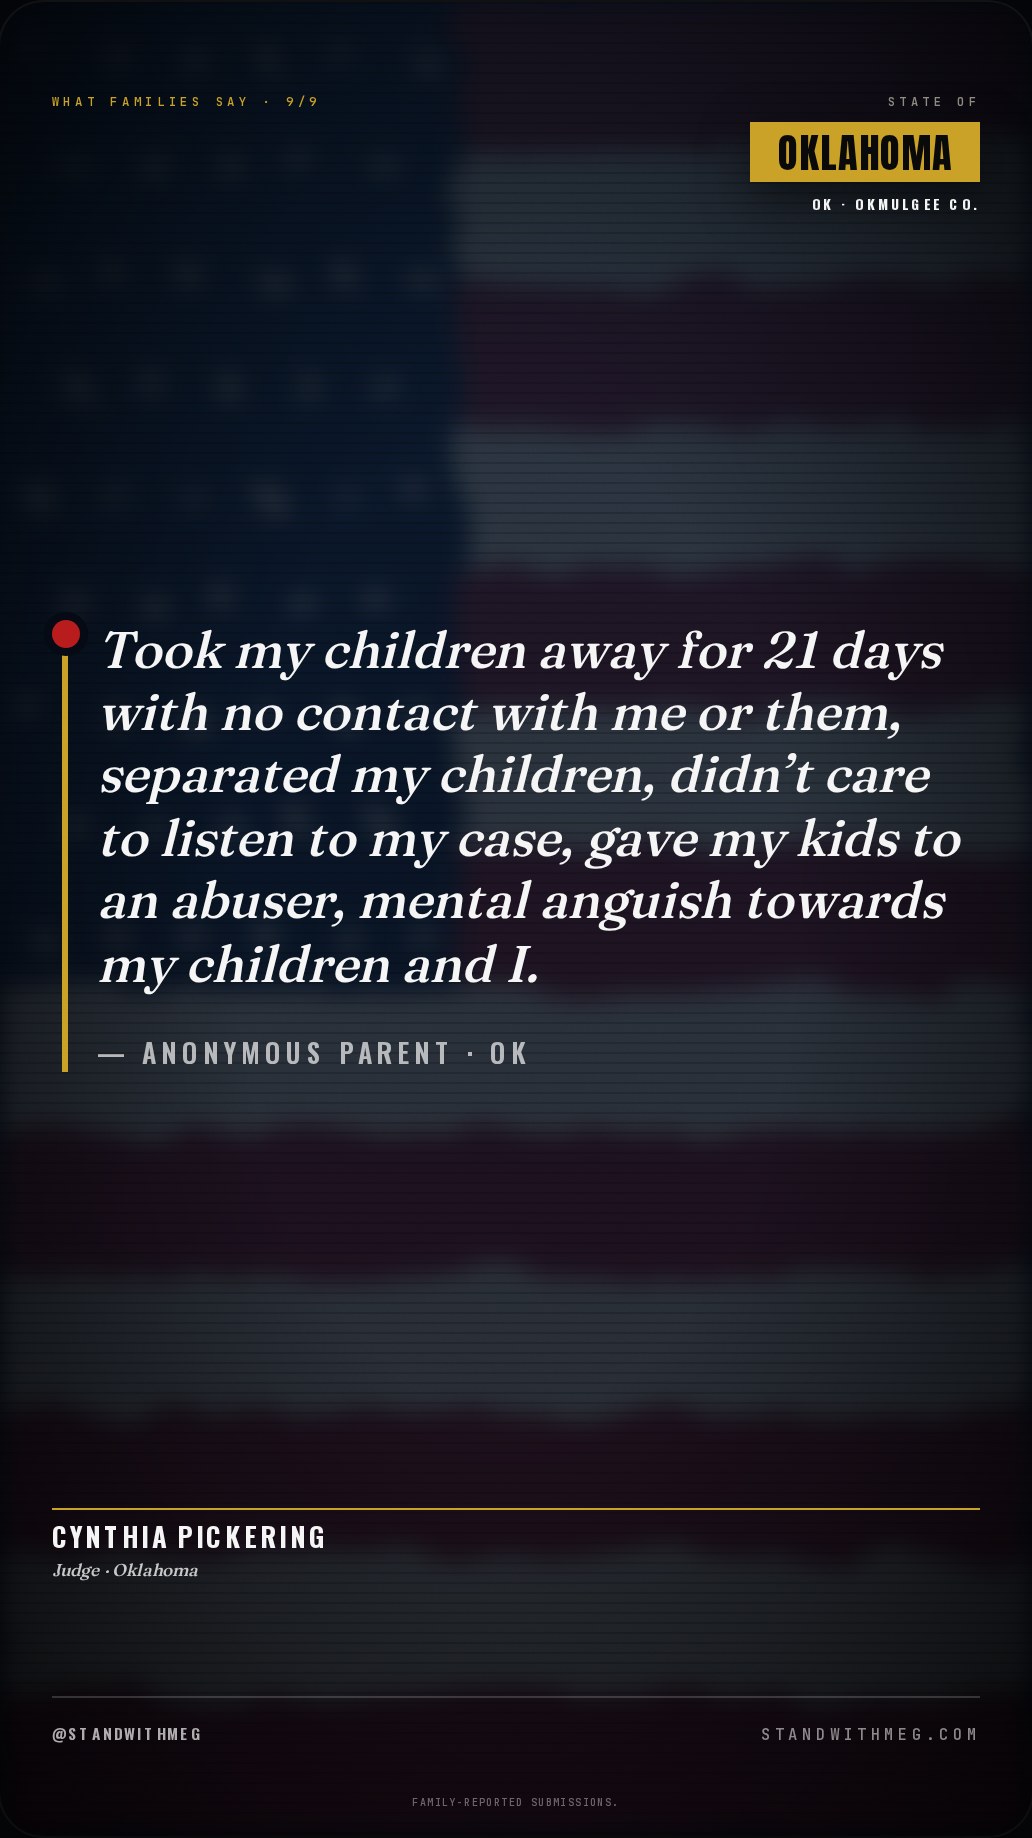 WHAT FAMILIES SAY · 9/9
STATE OF
OKLAHOMA
OK · OKMULGEE CO.
Took my children away for 21 days
with no contact with me or them,
separated my children, didn’t care
to listen to my case, gave my kids to
an abuser, mental anguish towards
my children and I.
— ANONYMOUS PARENT · OK
CYNTHIA PICKERING
Judge · Oklahoma
@STANDWITHMEG
STANDWITHMEG.COM
FAMILY-REPORTED SUBMISSIONS.